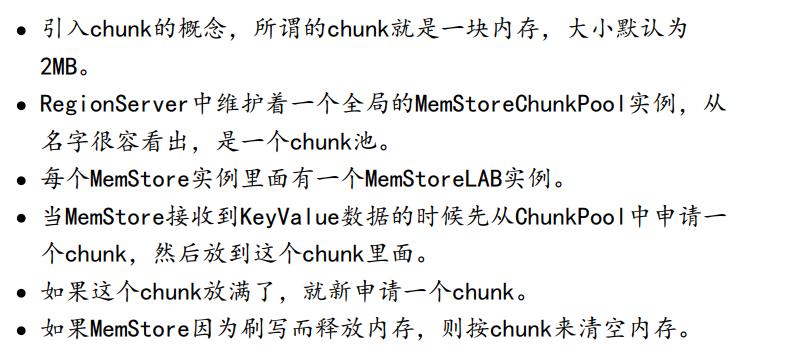 • 引入chunk的概念，所谓的chunk就是一块内存，大小默认为
2MB。
• RegionServer中维护着一个全局的MemStoreChunkPool实例，从
名字很容看出，是一个chunk池。
• 每个MemStore实例里面有一个MemStoreLAB实例。
• 当MemStore接收到KeyValue数据的时候先从ChunkPool中申请一
个chunk，然后放到这个chunk里面。
• 如果这个chunk放满了，就新申请一个chunk。
• 如果MemStore因为刷写而释放内存，则按chunk来清空内存。